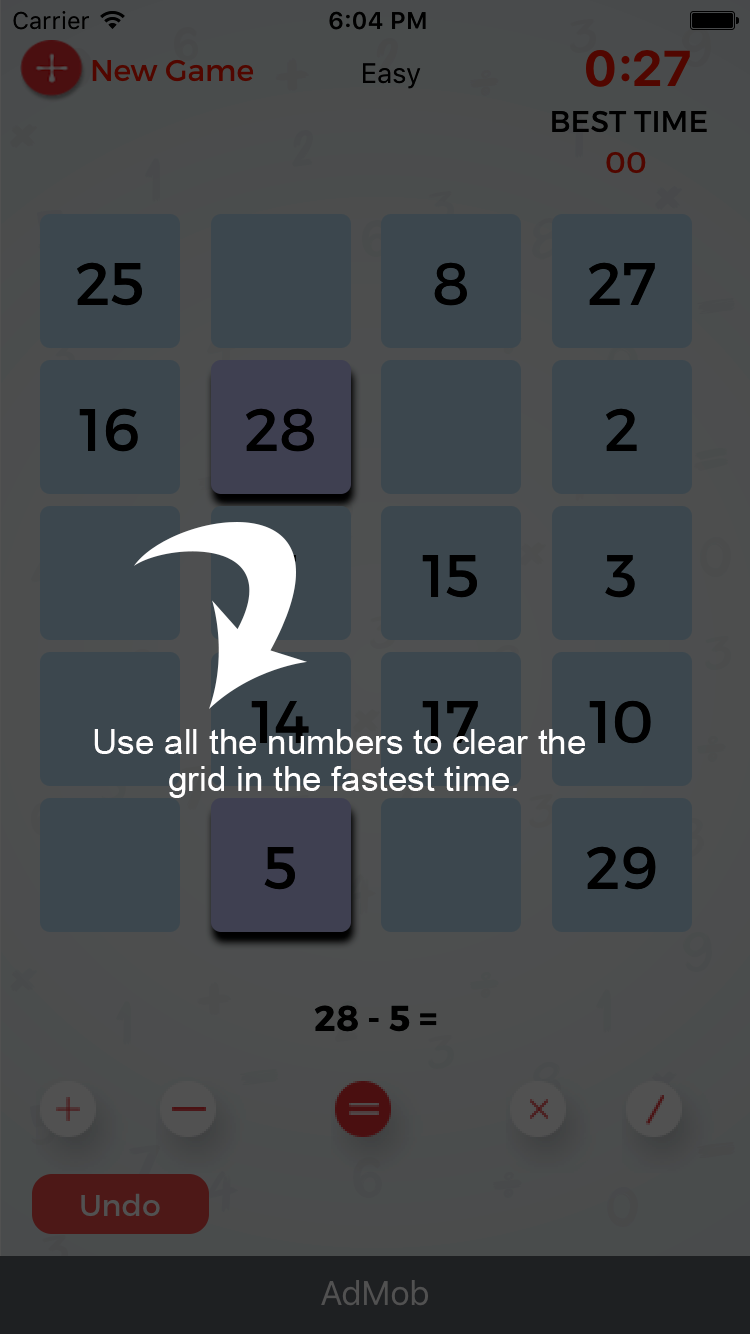 Carrier 6:04 PM
New Game Easy 0:27
BEST TIME
00
25 8 27
16 28 2
15 3
14 17 10
Use all the numbers to clear the
grid in the fastest time.
5 29
28 - 5 =
+ − = × /
Undo
AdMob